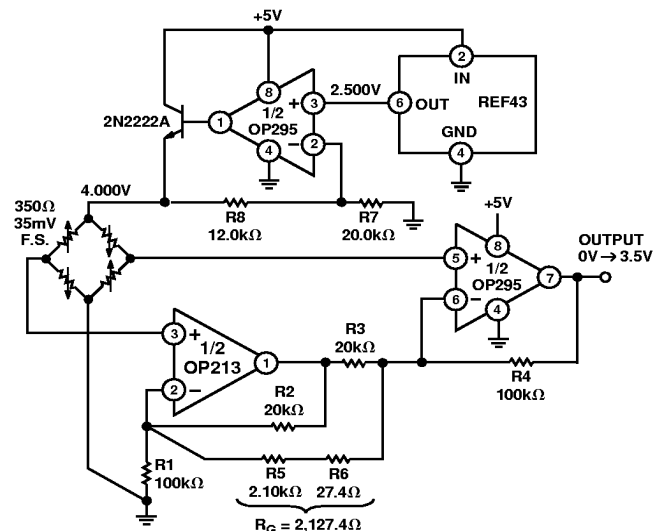 +5V
2
IN
8
+
3
2.500V
6
OUT
REF43
2N2222A
1
1/2
OP295
−
2
4
GND
4
4.000V
350Ω
35mV
F.S.
R8
12.0kΩ
R7
20.0kΩ
+5V
8
OUTPUT
0V → 3.5V
5
+
1/2
OP295
7
6
−
4
3
+
1/2
OP213
1
2
−
R3
20kΩ
R2
20kΩ
R4
100kΩ
R1
100kΩ
R5
2.10kΩ
R6
27.4Ω
RG = 2,127.4Ω